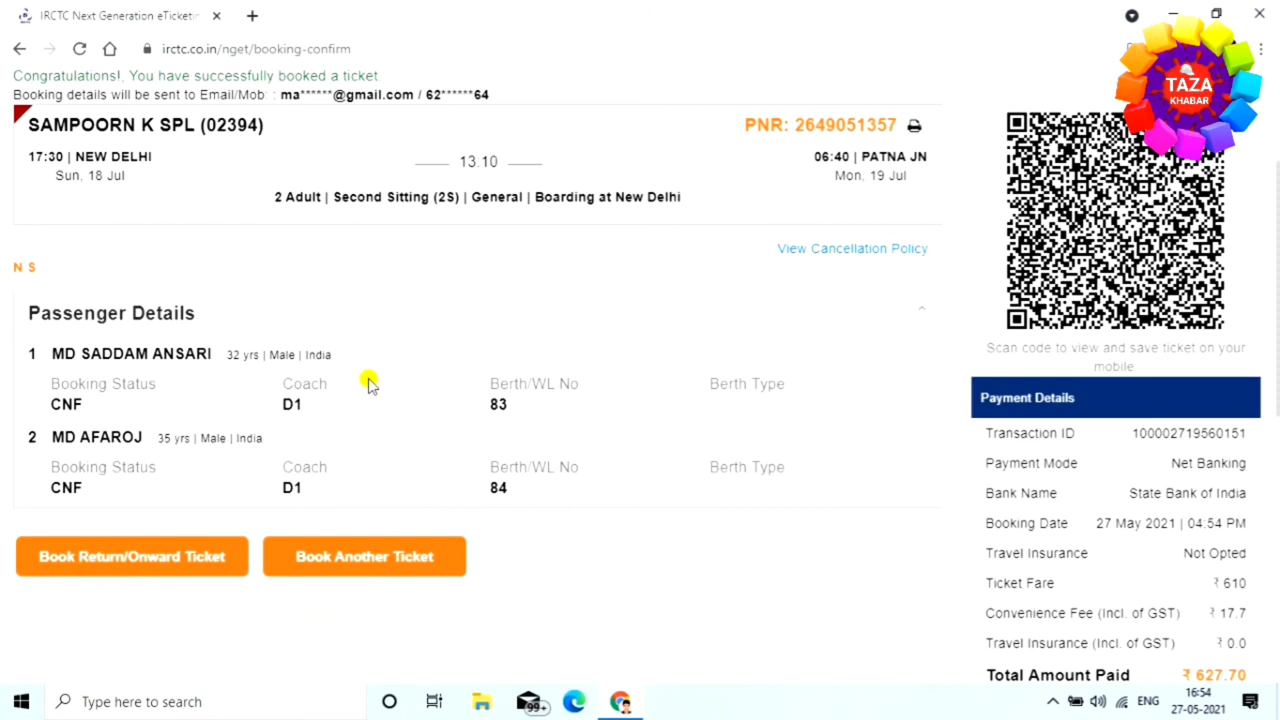 IRCTC Next Generation eTicket
irctc.co.in/nget/booking-confirm
TAZA
KHABAR
Congratulations!, You have successfully booked a ticket
Booking details will be sent to Email/Mob: : ma******@gmail.com / 62******64
SAMPOORN K SPL (02394)
PNR: 2649051357
17:30 | NEW DELHI
13:10
06:40 | PATNA JN
Sun, 18 Jul
Mon, 19 Jul
2 Adult | Second Sitting (2S) | General | Boarding at New Delhi
View Cancellation Policy
N S
Passenger Details
1 MD SADDAM ANSARI 32 yrs | Male | India
Booking Status Coach Berth/WL No Berth Type
CNF D1 83
2 MD AFAROJ 35 yrs | Male | India
Booking Status Coach Berth/WL No Berth Type
CNF D1 84
Book Return/Onward Ticket
Book Another Ticket
Scan code to view and save ticket on your
mobile
Payment Details
Transaction ID 100002719560151
Payment Mode Net Banking
Bank Name State Bank of India
Booking Date 27 May 2021 | 04:54 PM
Travel Insurance Not Opted
Ticket Fare ₹ 610
Convenience Fee (Incl. of GST) ₹ 17.7
Travel Insurance (Incl. of GST) ₹ 0.0
Total Amount Paid ₹ 627.70
Type here to search
99+
ENG
16:54
27-05-2021